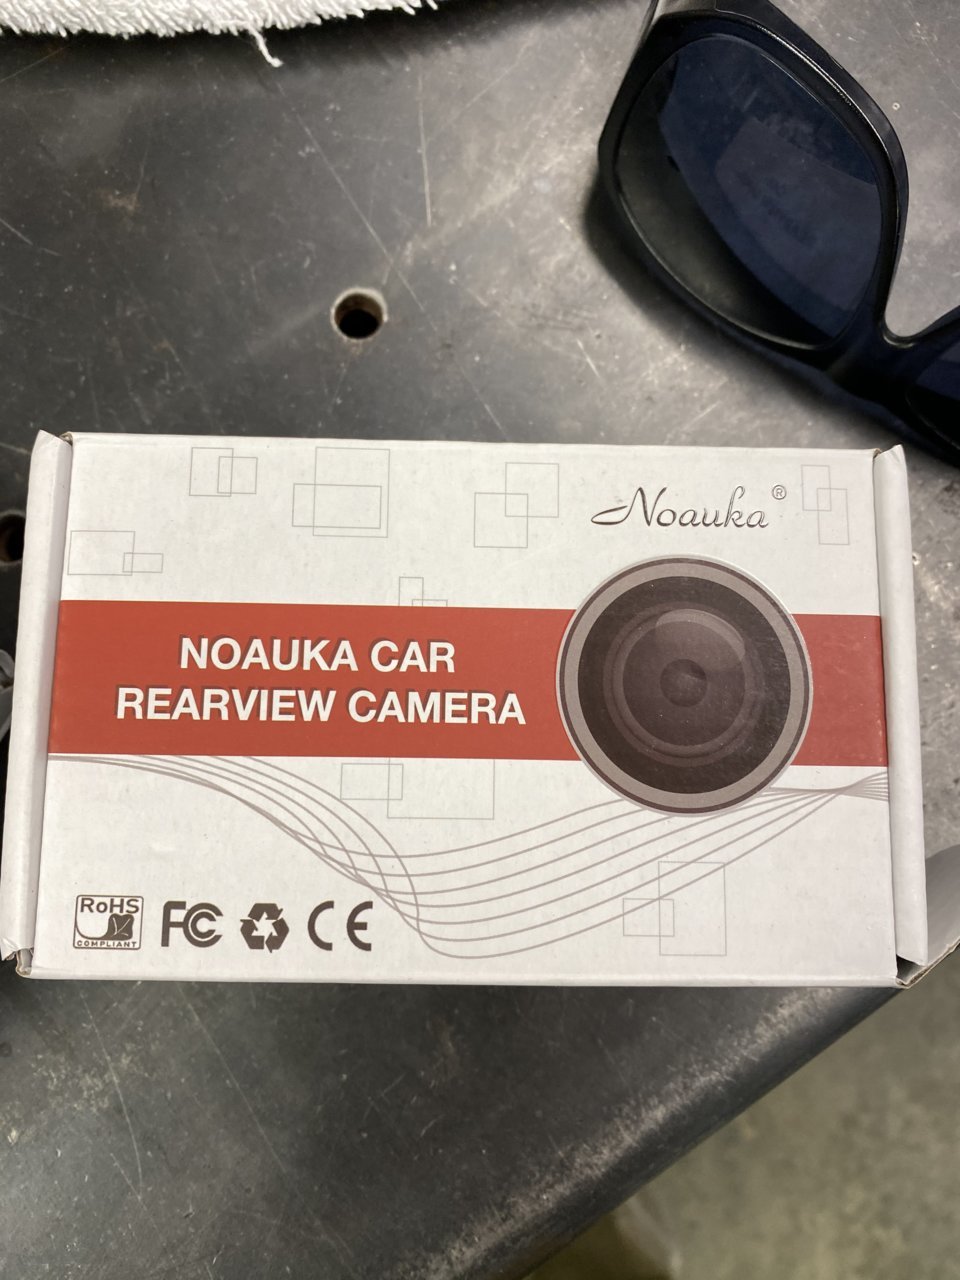 Noauka®
NOAUKA CAR
REARVIEW CAMERA
RoHS
COMPLIANT
FC CE